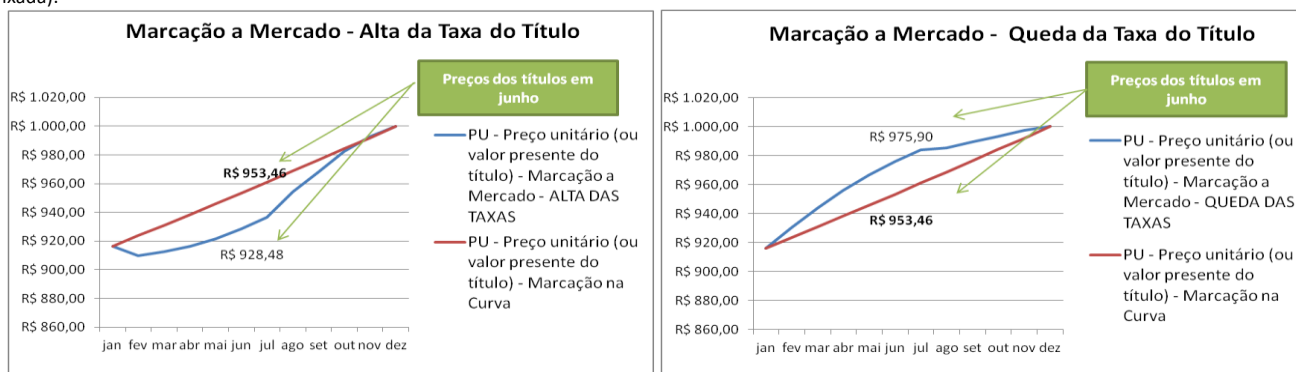 ixada).
Marcação a Mercado - Alta da Taxa do Título
Preços dos títulos em
junho
R$ 1.020,00
R$ 1.000,00
R$ 980,00
R$ 960,00
R$ 940,00
R$ 920,00
R$ 900,00
R$ 880,00
R$ 860,00
R$ 953,46
R$ 928,48
jan fev mar abr mai jun jul ago set out nov dez
PU - Preço unitário (ou
valor presente do
título) - Marcação a
Mercado - ALTA DAS
TAXAS
PU - Preço unitário (ou
valor presente do
título) - Marcação na
Curva
Marcação a Mercado - Queda da Taxa do Título
Preços dos títulos em
junho
R$ 1.020,00
R$ 1.000,00
R$ 980,00
R$ 960,00
R$ 940,00
R$ 920,00
R$ 900,00
R$ 880,00
R$ 860,00
R$ 975,90
R$ 953,46
jan fev mar abr mai jun jul ago set out nov dez
PU - Preço unitário (ou
valor presente do
título) - Marcação a
Mercado - QUEDA DAS
TAXAS
PU - Preço unitário (ou
valor presente do
título) - Marcação na
Curva